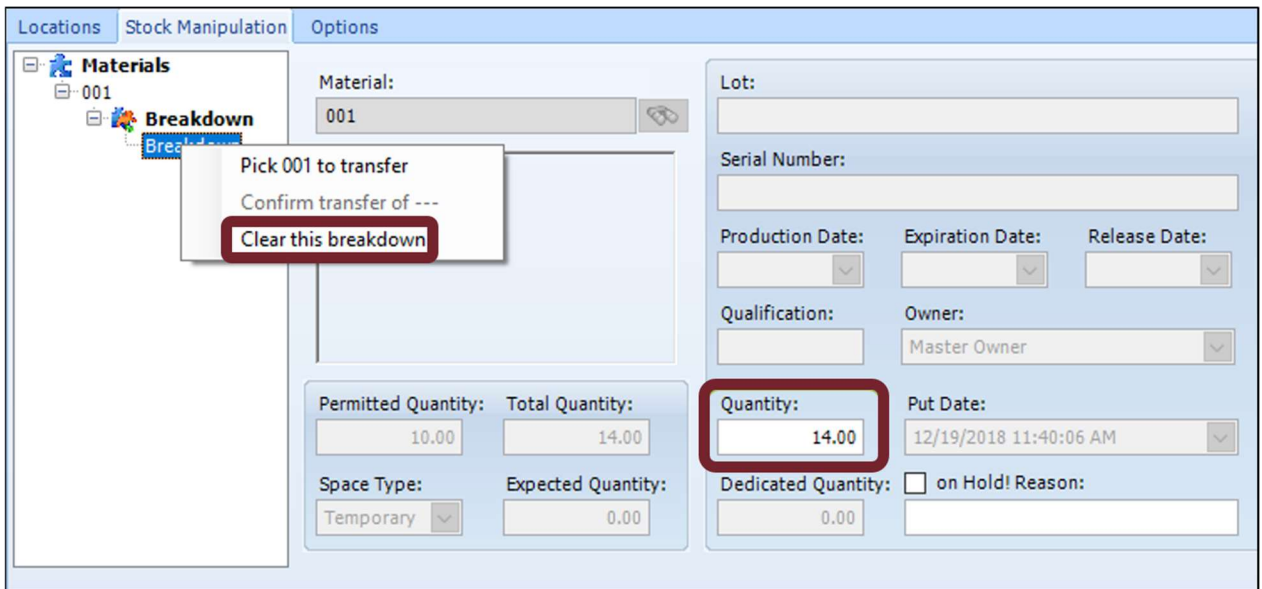 Locations Stock Manipulation Options
Materials
001
Breakdown
Pick 001 to transfer
Confirm transfer of ---
Clear this breakdown
Material:
001
Permitted Quantity: Total Quantity:
10.00 14.00
Space Type: Expected Quantity:
Temporary 0.00
Lot:
Serial Number:
Production Date: Expiration Date: Release Date:
Qualification: Owner:
Master Owner
Quantity: Put Date:
14.00 12/19/2018 11:40:06 AM
Dedicated Quantity: on Hold! Reason:
0.00